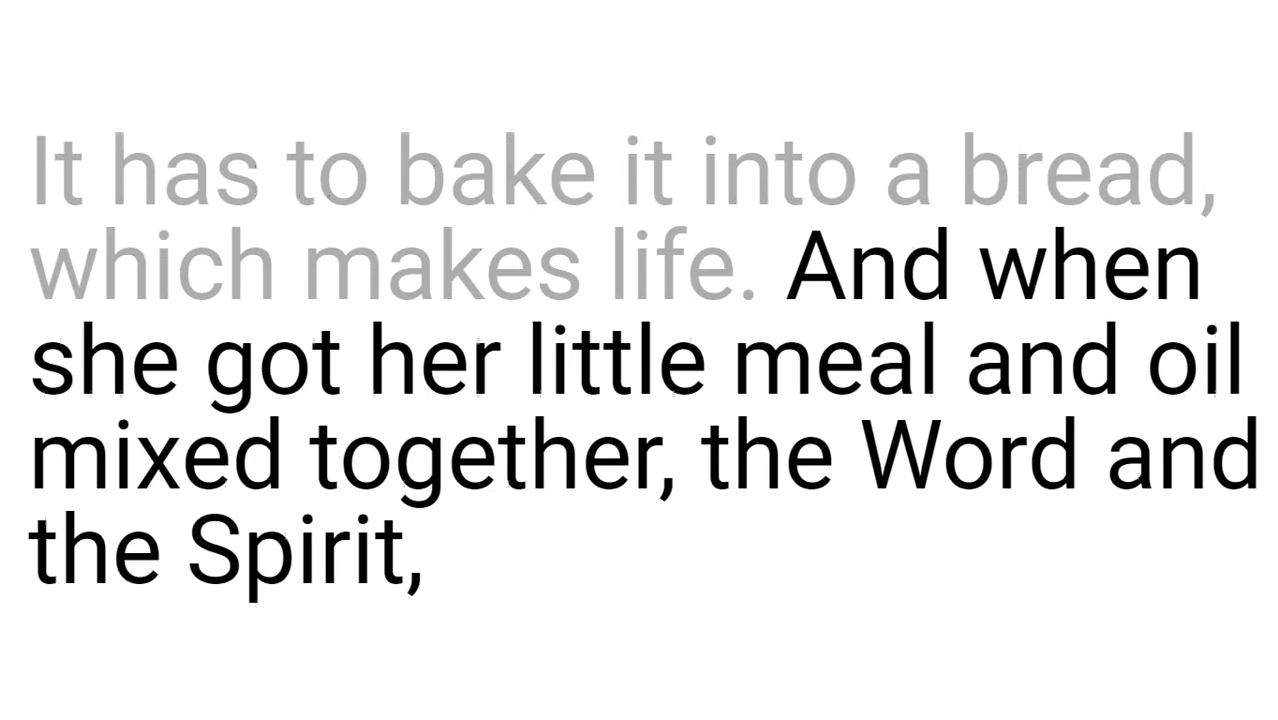 It has to bake it into a bread,
which makes life. And when
she got her little meal and oil
mixed together, the Word and
the Spirit,